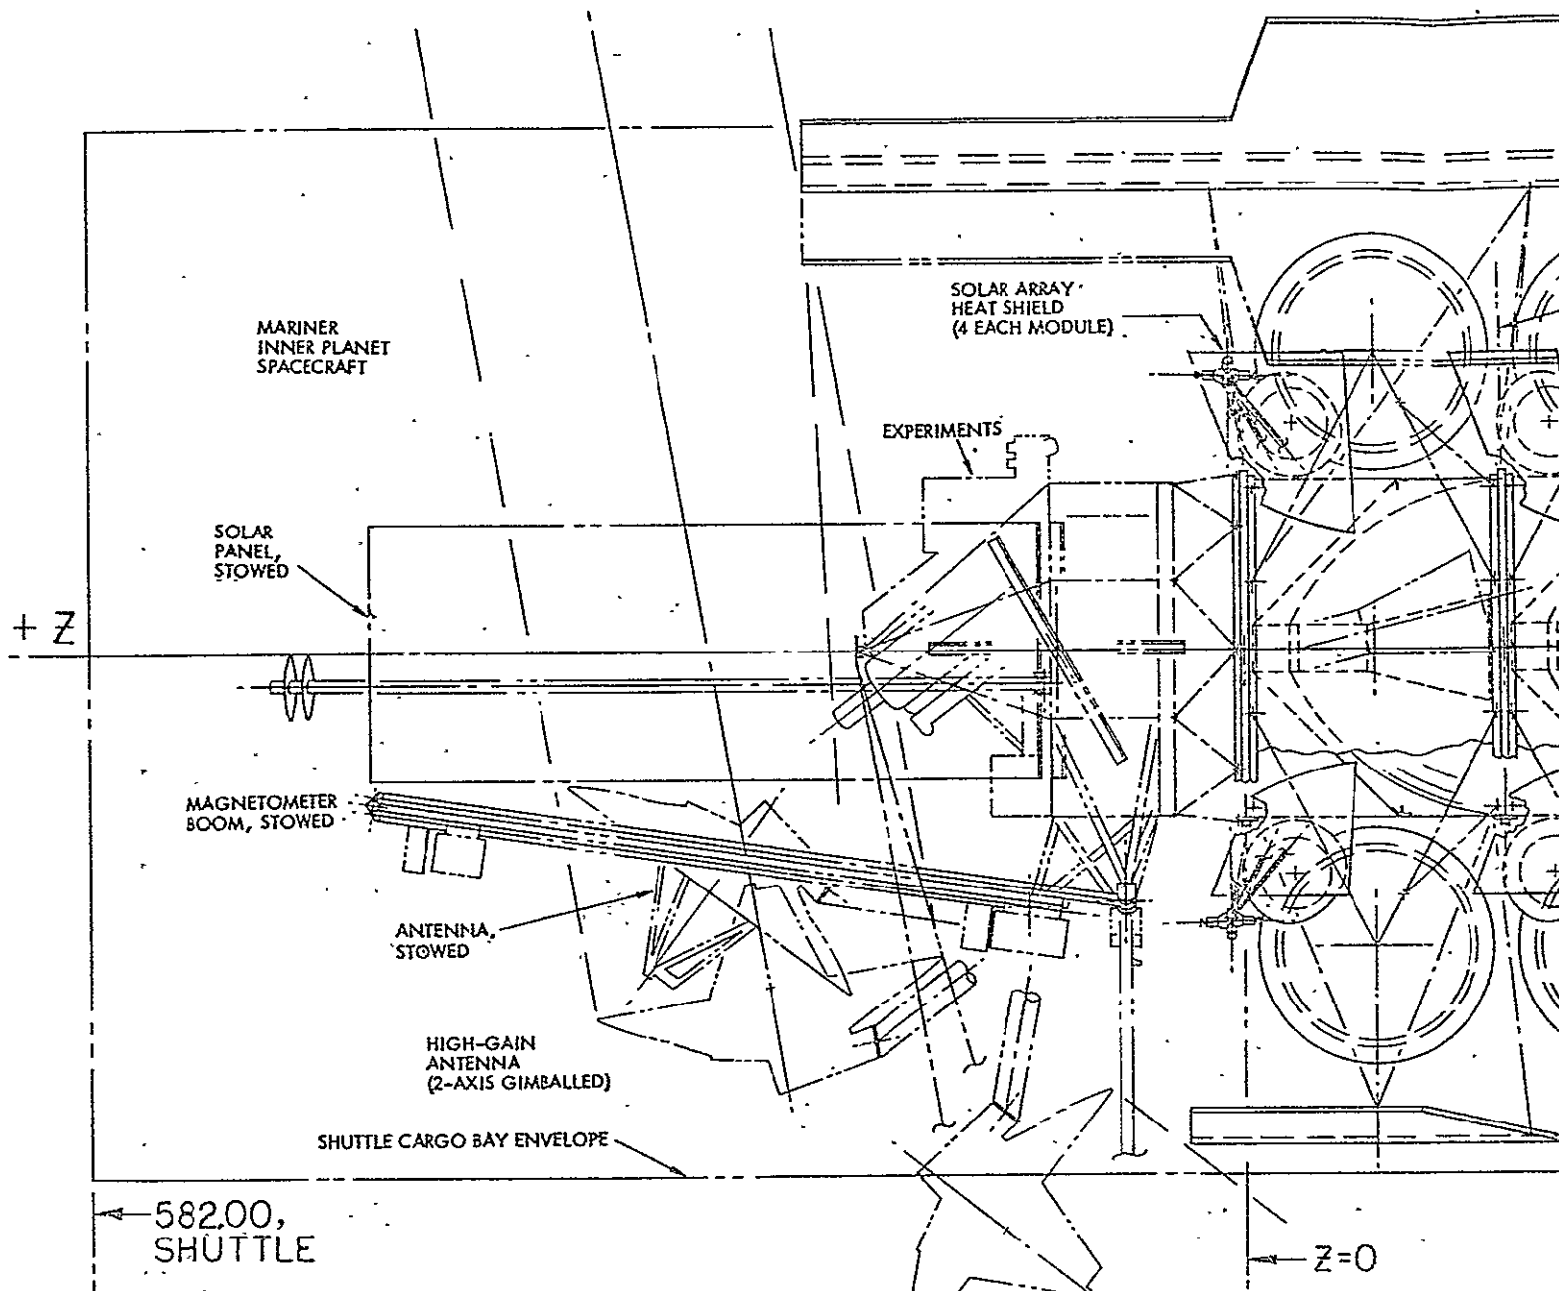 SOLAR ARRAY
HEAT SHIELD
(4 EACH MODULE)
MARINER
INNER PLANET
SPACECRAFT
EXPERIMENTS
SOLAR
PANEL,
STOWED
+ Z
MAGNETOMETER
BOOM, STOWED
ANTENNA,
STOWED
HIGH-GAIN
ANTENNA
(2-AXIS GIMBALLED)
SHUTTLE CARGO BAY ENVELOPE
582.00,
SHUTTLE
Z=0